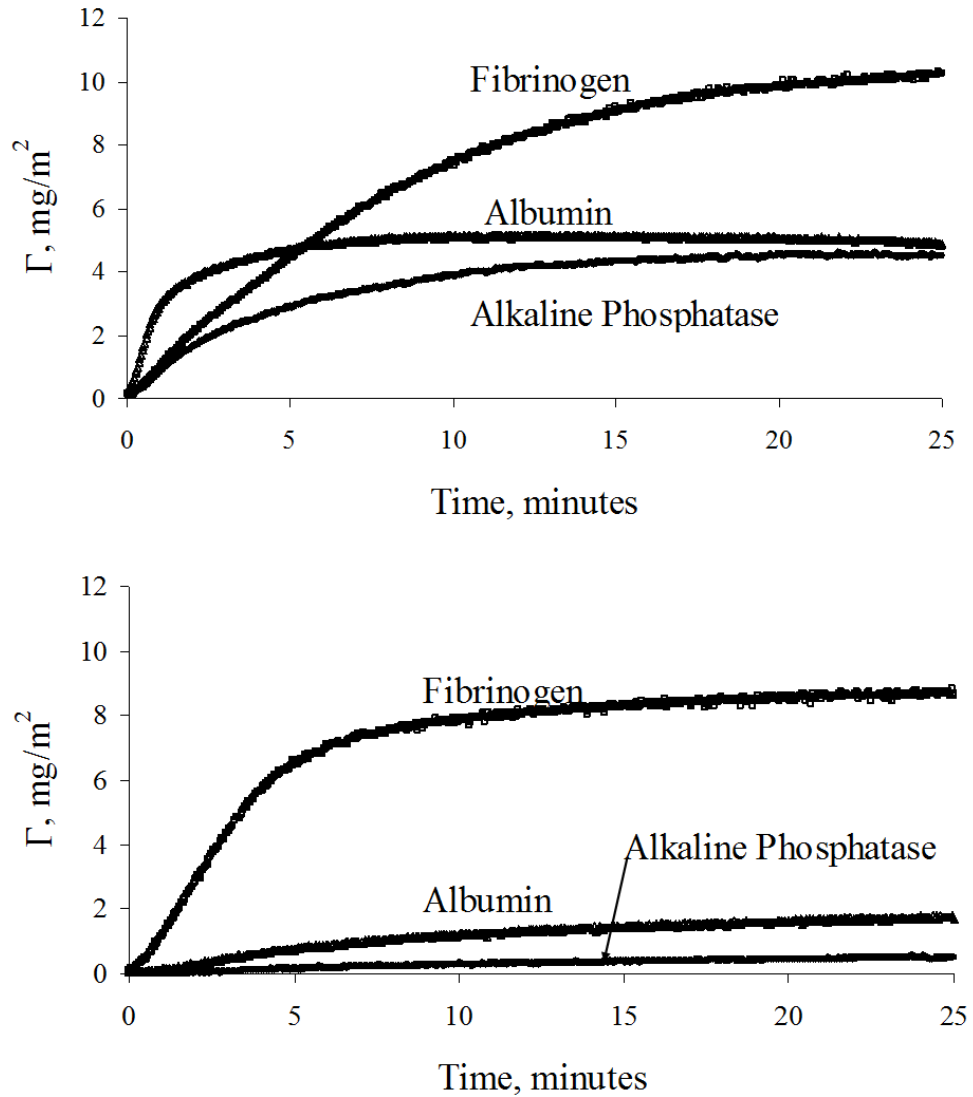 12
10
8
6
4
2
0
Γ, mg/m²
Fibrinogen
Albumin
Alkaline Phosphatase
0 5 10 15 20 25
Time, minutes
12
10
8
6
4
2
0
Γ, mg/m²
Fibrinogen
Alkaline Phosphatase
Albumin
0 5 10 15 20 25
Time, minutes